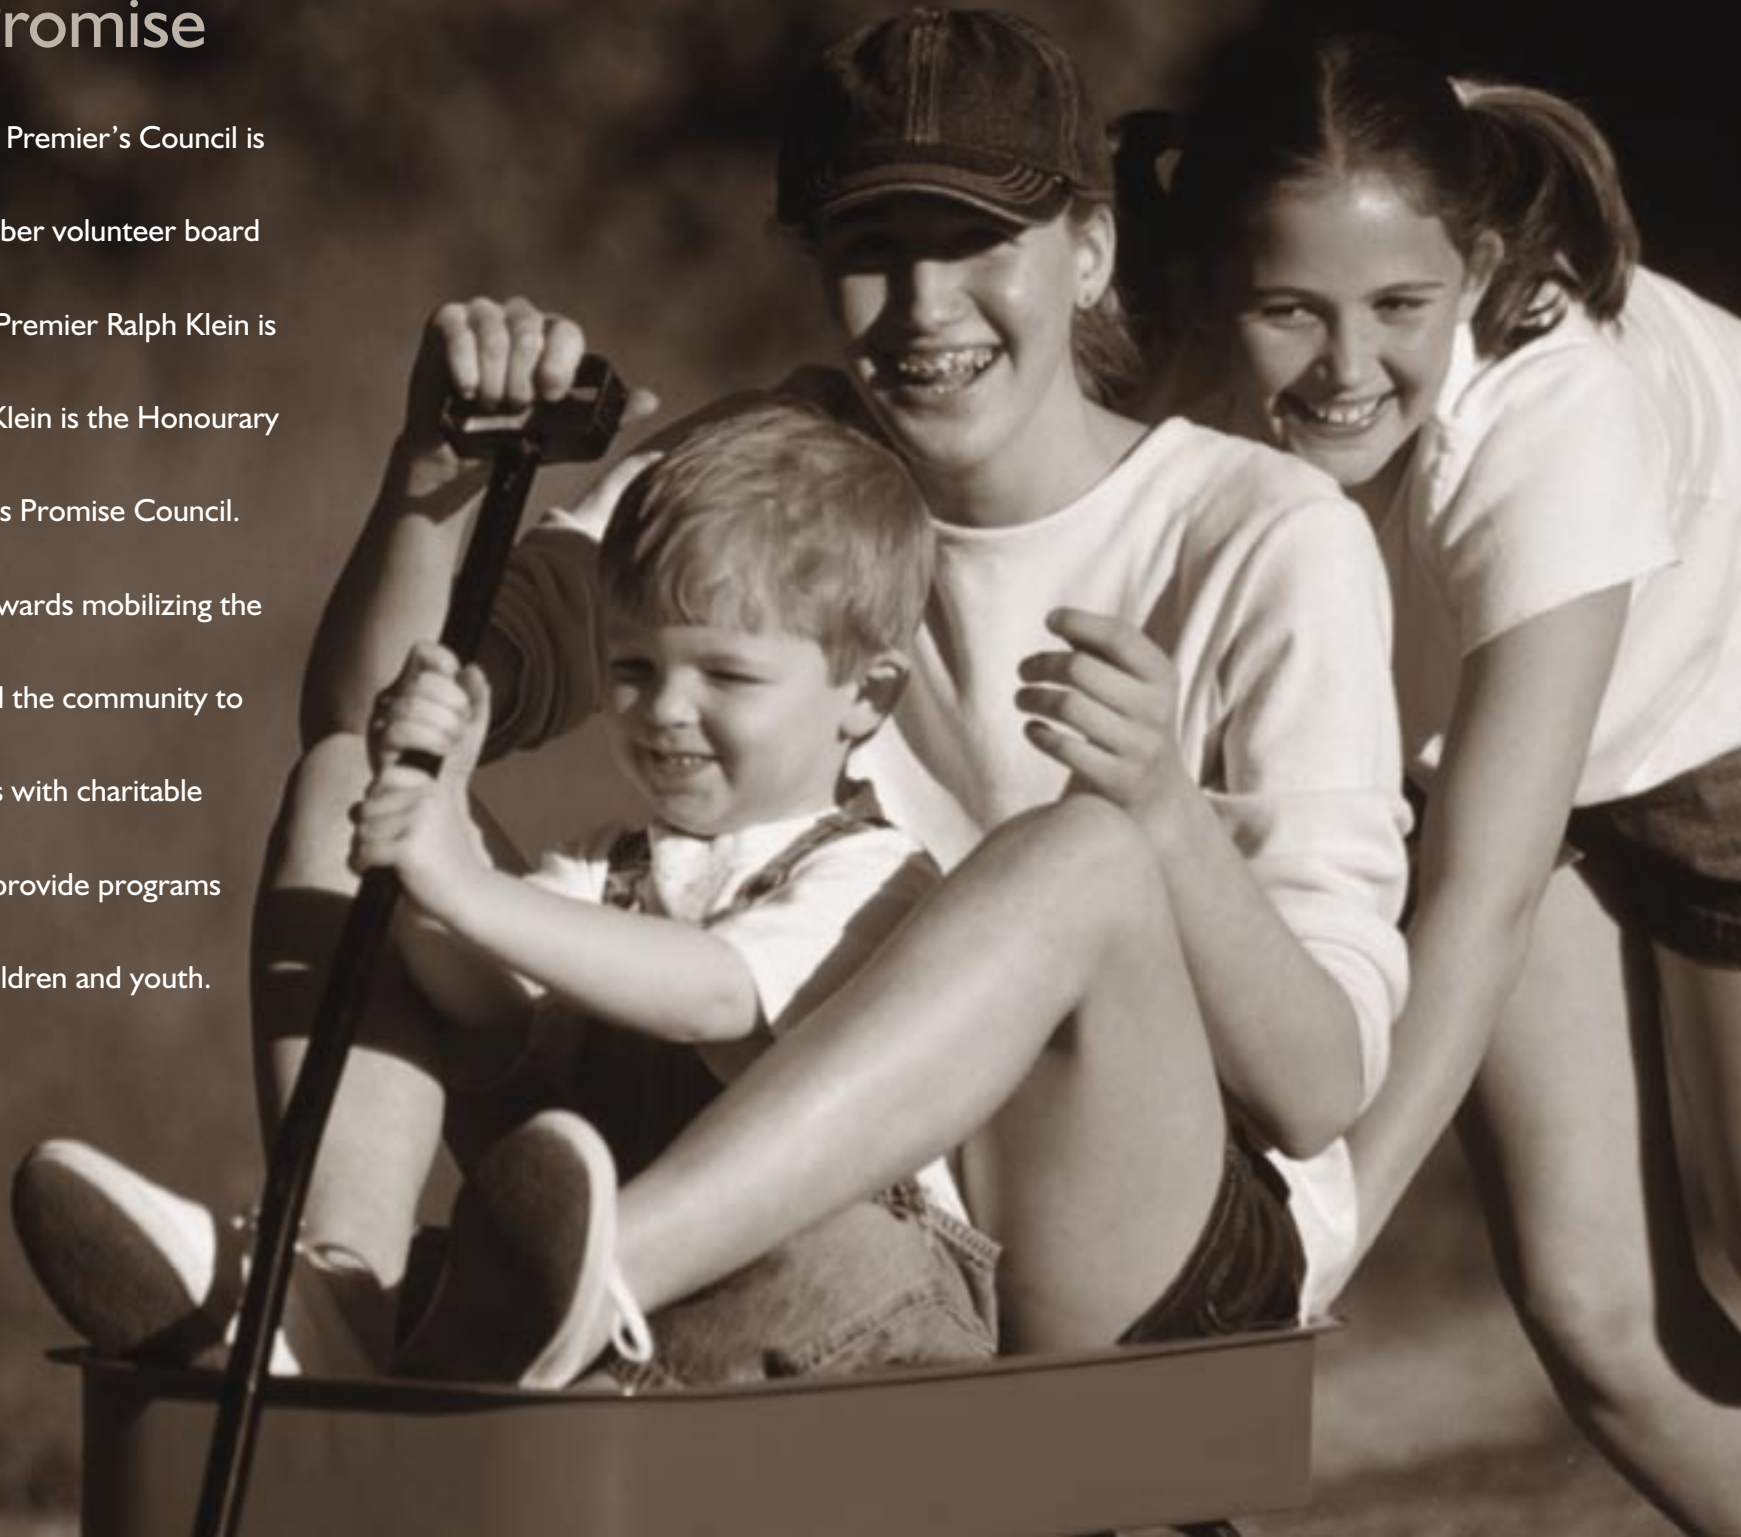 romise
Premier's Council is
ber volunteer board
Premier Ralph Klein is
Klein is the Honourary
s Promise Council.
wards mobilizing the
the community to
s with charitable
provide programs
ldren and youth.